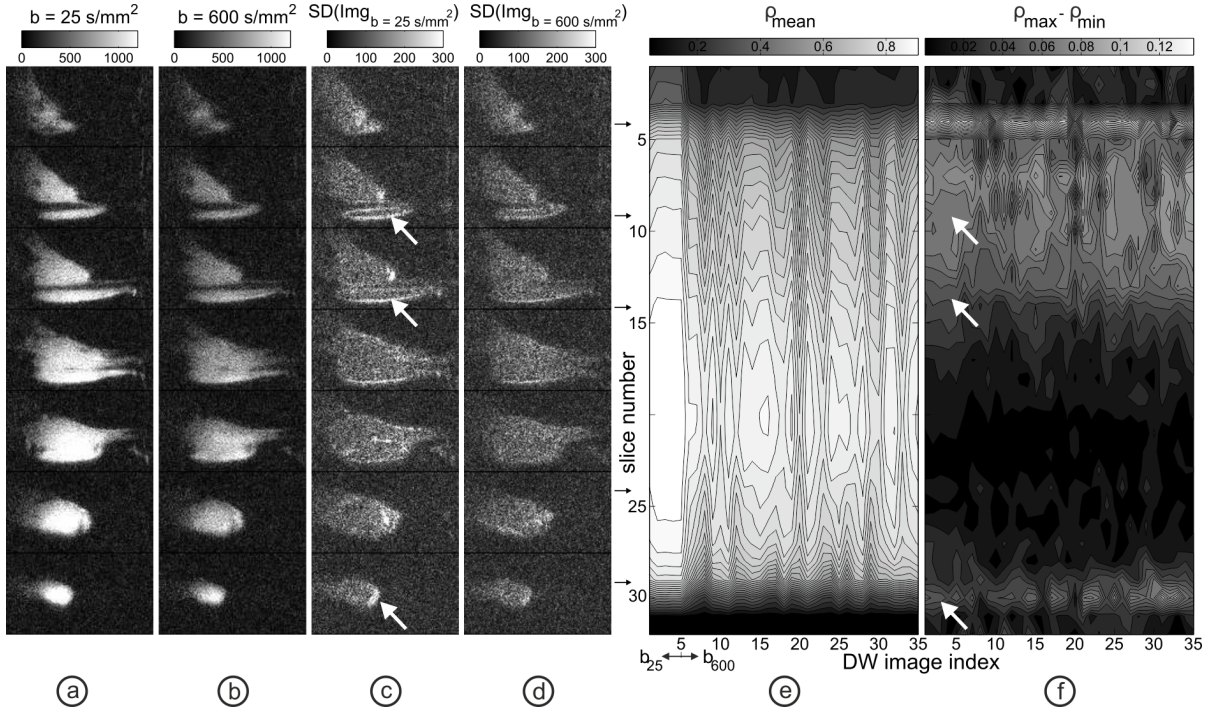 b = 25 s/mm²
b = 600 s/mm²
SD(Img b = 25 s/mm²)
SD(Img b = 600 s/mm²)
ρmean
ρmax- ρmin
0 500 1000
0 500 1000
0 100 200 300
0 100 200 300
0.2 0.4 0.6 0.8
0.02 0.04 0.06 0.08 0.1 0.12
slice number
5
10
15
25
30
5 10 15 20 25 30 35
5 10 15 20 25 30 35
b25 b600
DW image index
a b c d e f